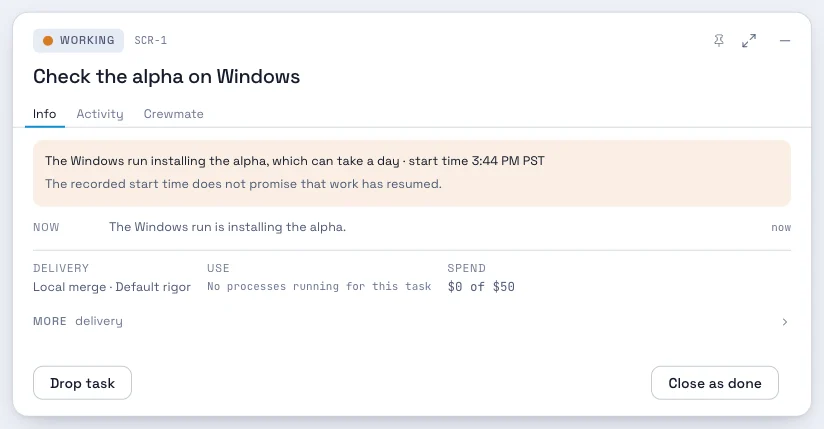 WORKING SCR-1
Check the alpha on Windows
Info Activity Crewmate
The Windows run installing the alpha, which can take a day · start time 3:44 PM PST
The recorded start time does not promise that work has resumed.
NOW The Windows run is installing the alpha. now
DELIVERY USE SPEND
Local merge · Default rigor No processes running for this task $0 of $50
MORE delivery
Drop task Close as done